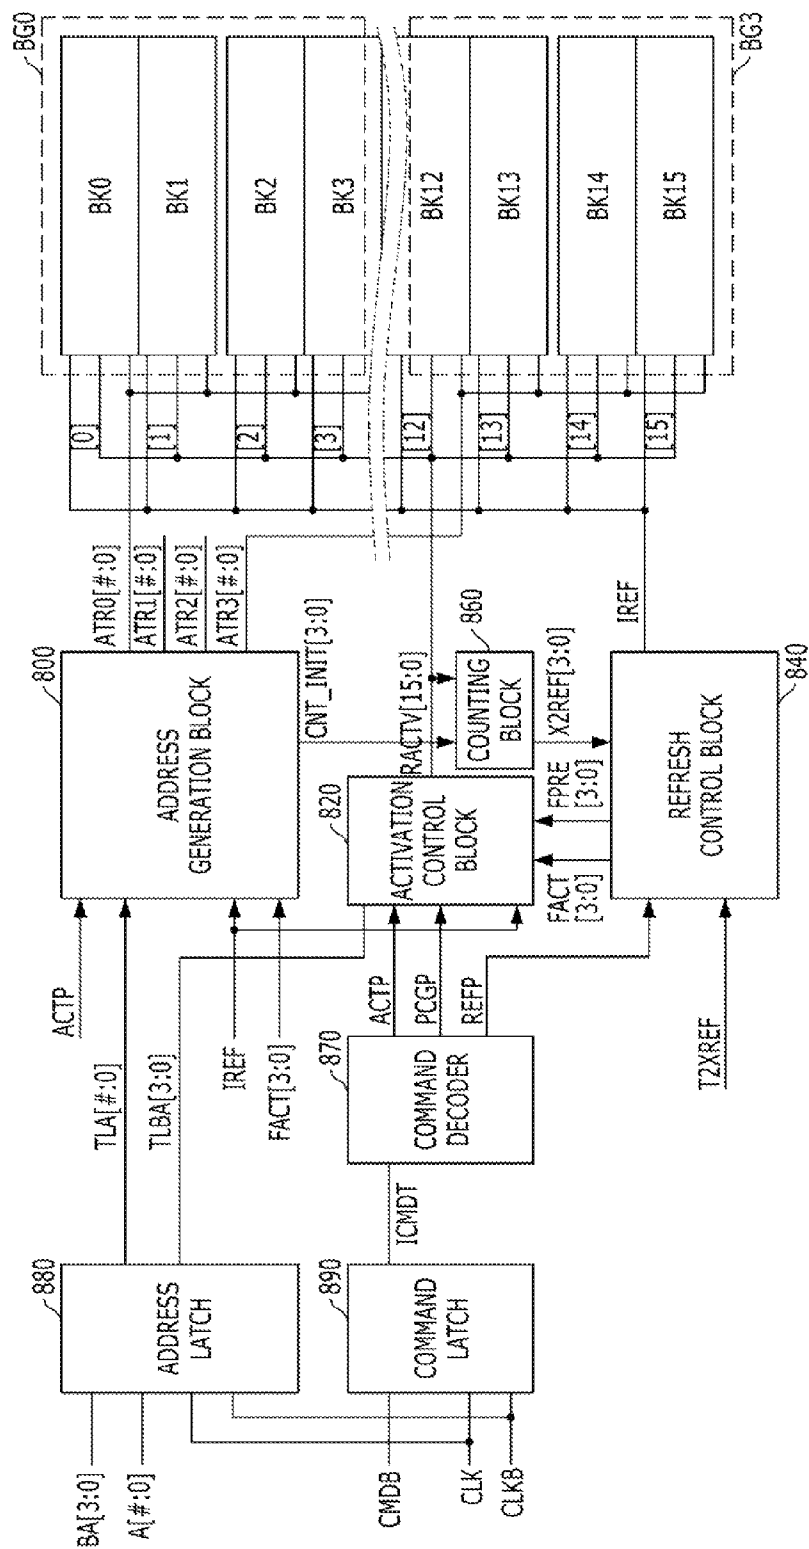 BA[3:0]
A[#:0]
880
ADDRESS
LATCH
CMDB
CLK
CLKB
890
COMMAND
LATCH
ICMDT
TLA[#:0]
TLBA[3:0]
870
COMMAND
DECODER
ACTP
IREF
FACT[3:0]
ACTP
PCGP
REFP
T2XREF
800
ADDRESS
GENERATION BLOCK
820
ACTIVATION
CONTROL
BLOCK
FACT
[3:0]
FPRE
[3:0]
X2REF[3:0]
840
REFRESH
CONTROL BLOCK
860
COUNTING
BLOCK
CNT_INIT[3:0]
RACTV[15:0]
IREF
ATR0[#:0]
ATR1[#:0]
ATR2[#:0]
ATR3[#:0]
[0]
[1]
[2]
[3]
[12]
[13]
[14]
[15]
BG0
BK0
BK1
BK2
BK3
BK12
BK13
BK14
BK15
BG3